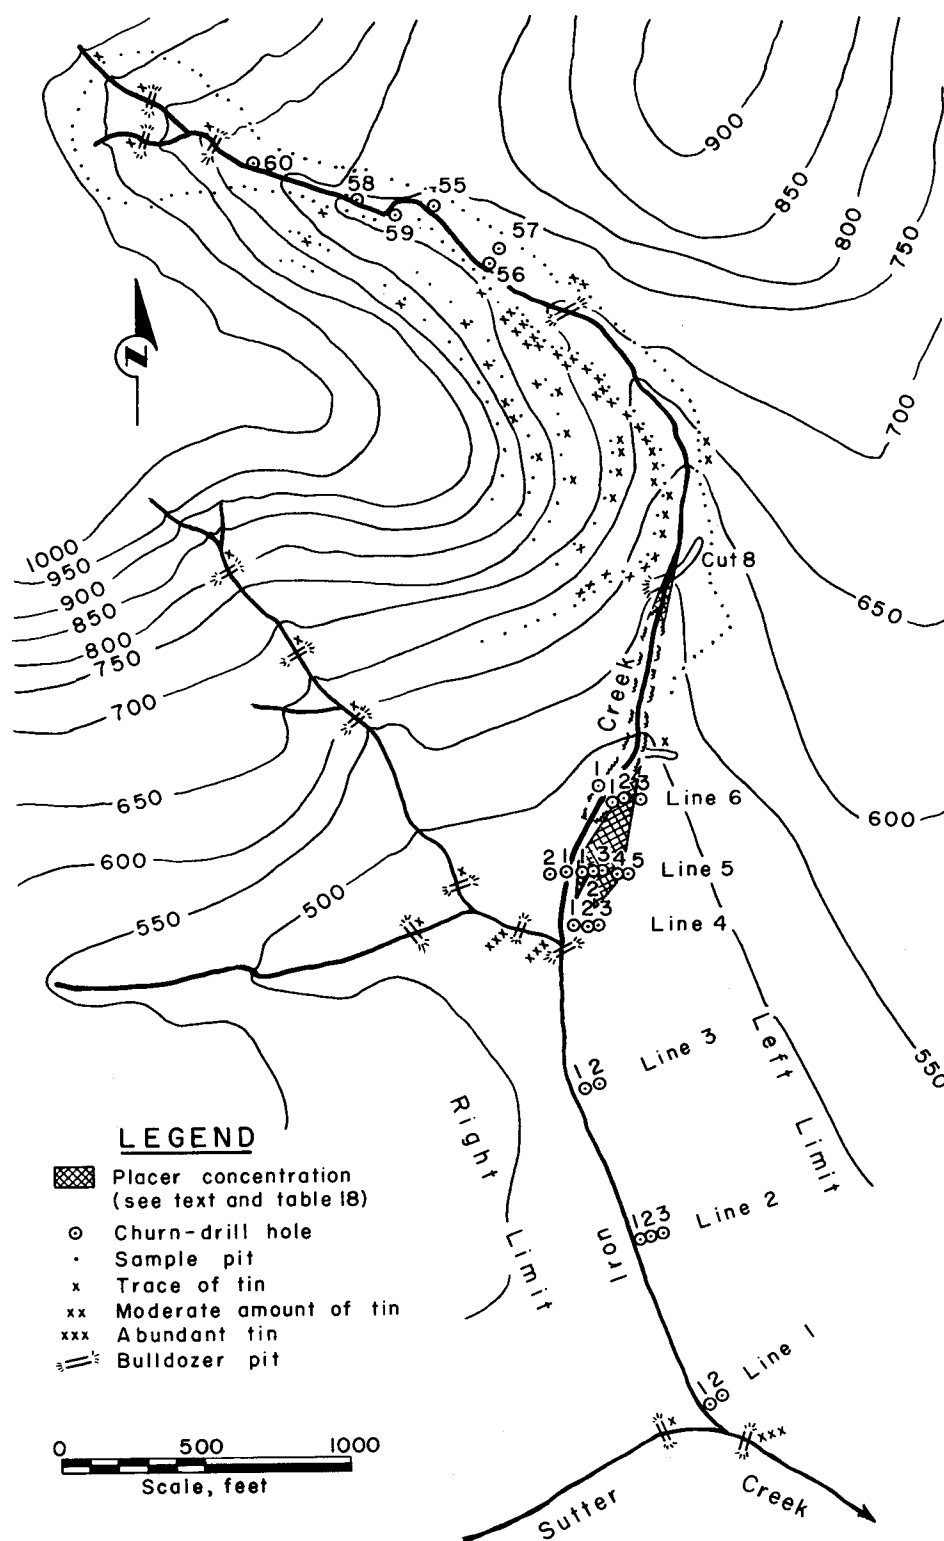 900
850
800
750
700
60
58
55
59
57
56
N
Cut 8
650
600
550
1000
950
900
850
800
750
700
650
600
550
500
Creek
1
1 2 3
Line 6
2 1 1 3 4 5
2
Line 5
1 2 3
Line 4
1 2
Line 3
Left Limit
Right Limit
1 2 3
Line 2
Iron
1 2
Line 1
Sutter Creek
x
xx
xxx
LEGEND
Placer concentration
(see text and table 18)
Churn-drill hole
Sample pit
x Trace of tin
xx Moderate amount of tin
xxx Abundant tin
Bulldozer pit
0 500 1000
Scale, feet